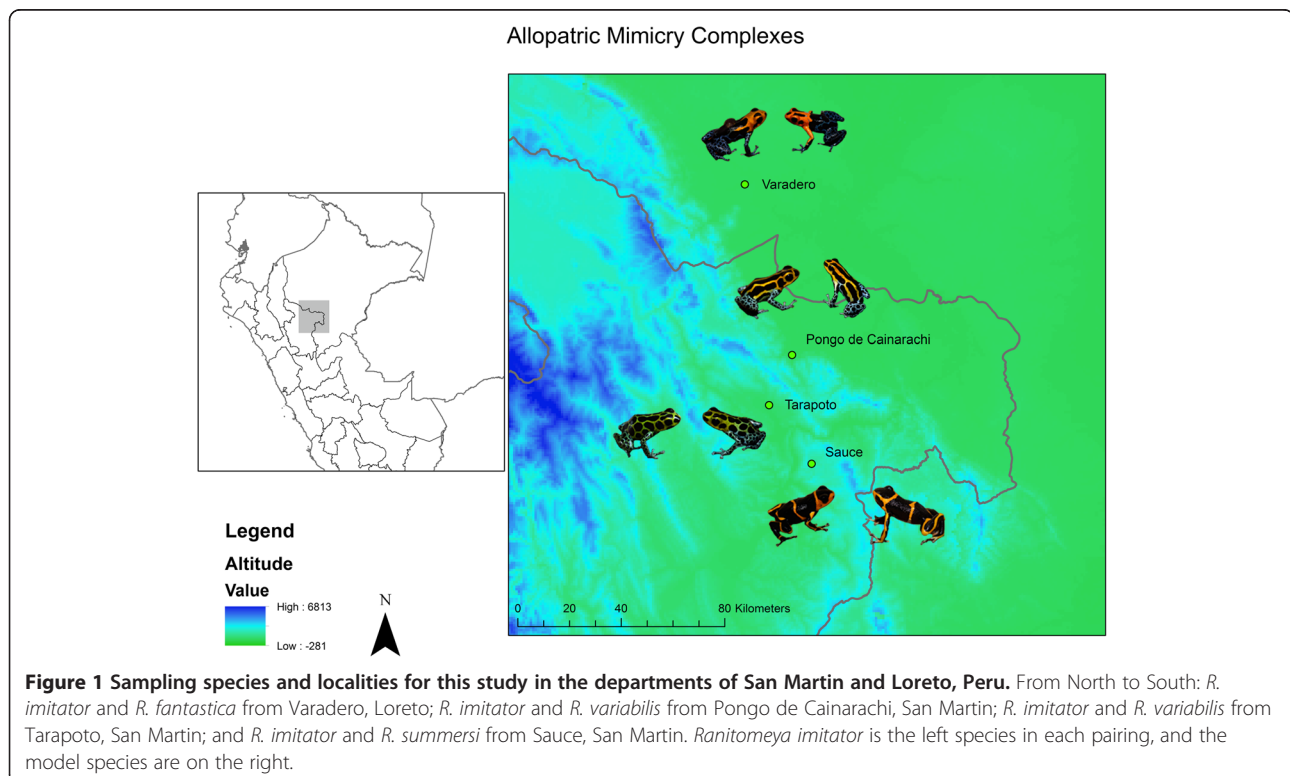 Allopatric Mimicry Complexes
Varadero
Pongo de Cainarachi
Tarapoto
Sauce
Legend
Altitude
Value
High : 6813
Low : -281
N
0 20 40 80 Kilometers
Figure 1 Sampling species and localities for this study in the departments of San Martin and Loreto, Peru. From North to South: R.
imitator and R. fantastica from Varadero, Loreto; R. imitator and R. variabilis from Pongo de Cainarachi, San Martin; R. imitator and R. variabilis from
Tarapoto, San Martin; and R. imitator and R. summersi from Sauce, San Martin. Ranitomeya imitator is the left species in each pairing, and the
model species are on the right.